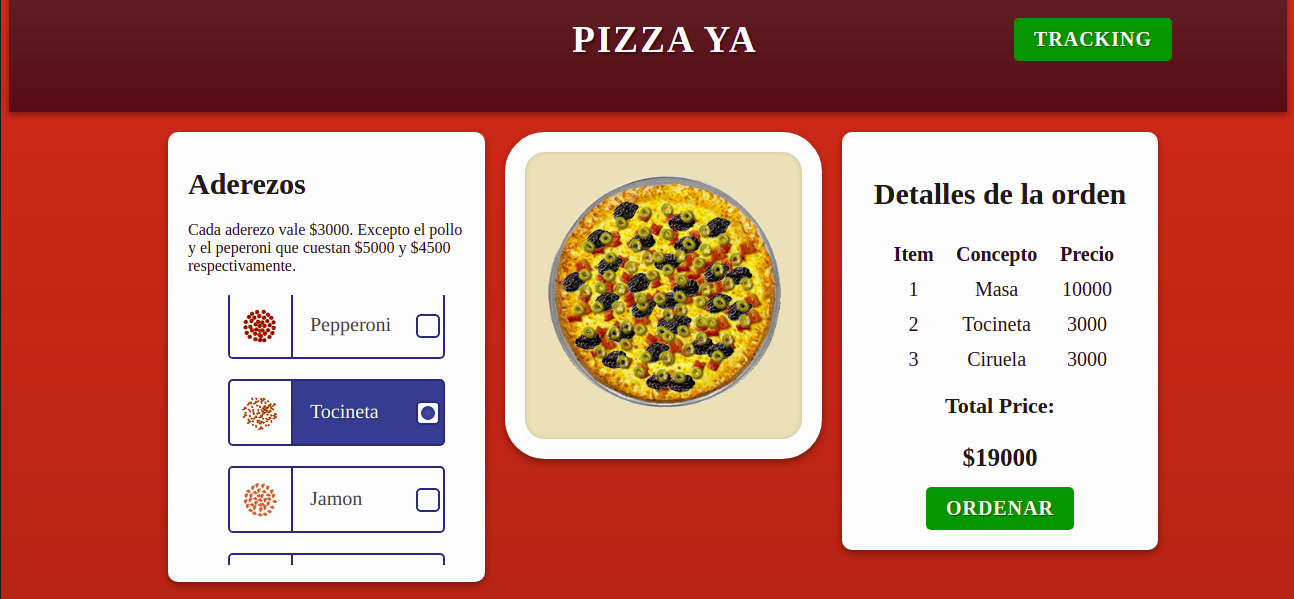 PIZZA YA
TRACKING
Aderezos
Cada aderezo vale $3000. Excepto el pollo
y el peperoni que cuestan $5000 y $4500
respectivamente.
Pepperoni
Tocineta
Jamon
Detalles de la orden
Item Concepto Precio
1 Masa 10000
2 Tocineta 3000
3 Ciruela 3000
Total Price:
$19000
ORDENAR